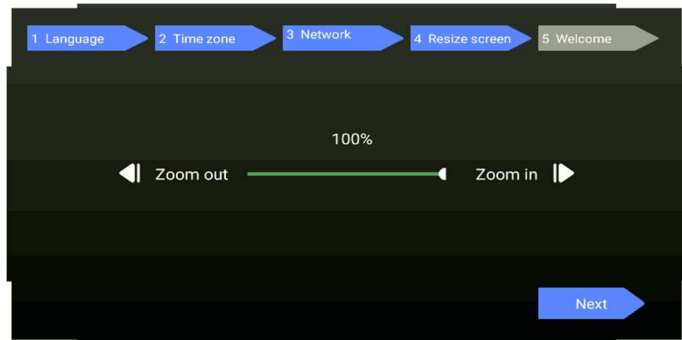 1 Language
2 Time zone
3 Network
4 Resize screen
5 Welcome
100%
Zoom out
Zoom in
Next